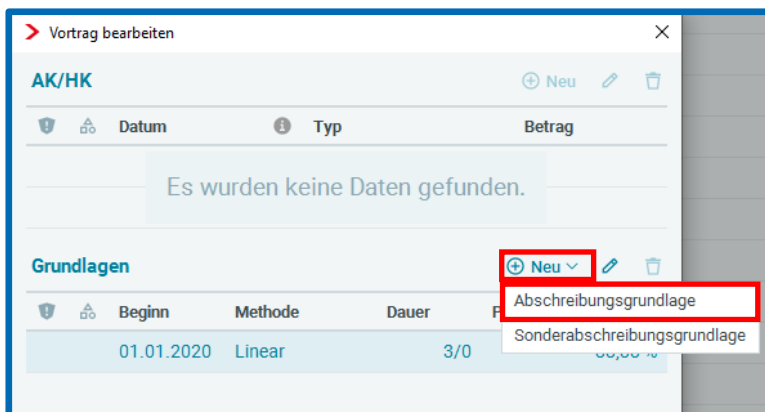 Vortrag bearbeiten
AK/HK Neu
Datum Typ Betrag
Es wurden keine Daten gefunden.
Grundlagen Neu
Abschreibungsgrundlage
Beginn Methode Dauer
Sonderabschreibungsgrundlage
01.01.2020 Linear 3/0